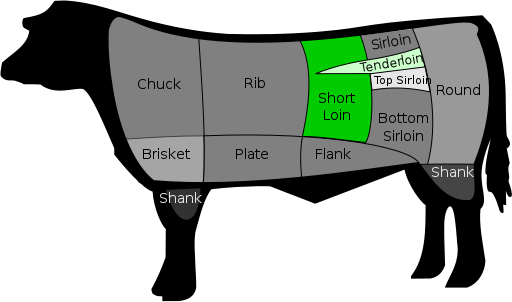 Sirloin
Tenderloin
Top Sirloin
Chuck
Rib
Short
Loin
Round
Bottom
Sirloin
Brisket
Plate
Flank
Shank
Shank